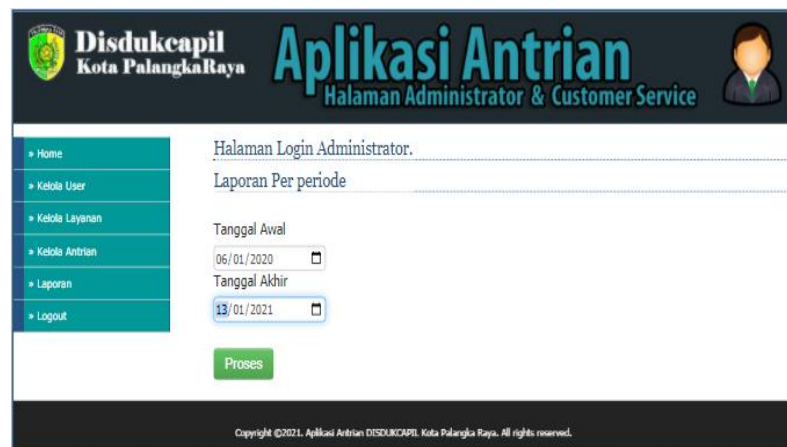 Disdukcapil
Kota PalangkaRaya
Aplikasi Antrian
Halaman Administrator & Customer Service
» Home
» Kelola User
» Kelola Layanan
» Kelola Antrian
» Laporan
» Logout
Halaman Login Administrator.
Laporan Per periode
Tanggal Awal
06/01/2020
Tanggal Akhir
13/01/2021
Proses
Copyright ©2021. Aplikasi Antrian DISDUKCAPIL Kota Palangka Raya. All rights reserved.